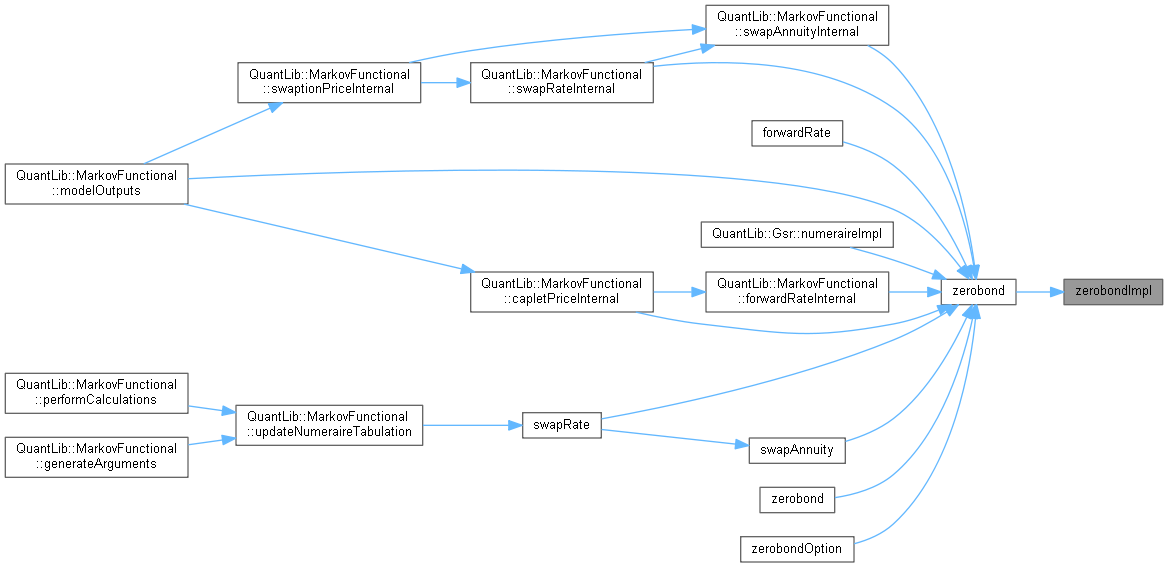 QuantLib::MarkovFunctional
::swapAnnuityInternal
QuantLib::MarkovFunctional
::swaptionPriceInternal
QuantLib::MarkovFunctional
::swapRateInternal
forwardRate
QuantLib::MarkovFunctional
::modelOutputs
QuantLib::Gsr::numeraireImpl
QuantLib::MarkovFunctional
::capletPriceInternal
QuantLib::MarkovFunctional
::forwardRateInternal
zerobond
zerobondImpl
QuantLib::MarkovFunctional
::performCalculations
QuantLib::MarkovFunctional
::updateNumeraireTabulation
swapRate
QuantLib::MarkovFunctional
::generateArguments
swapAnnuity
zerobond
zerobondOption